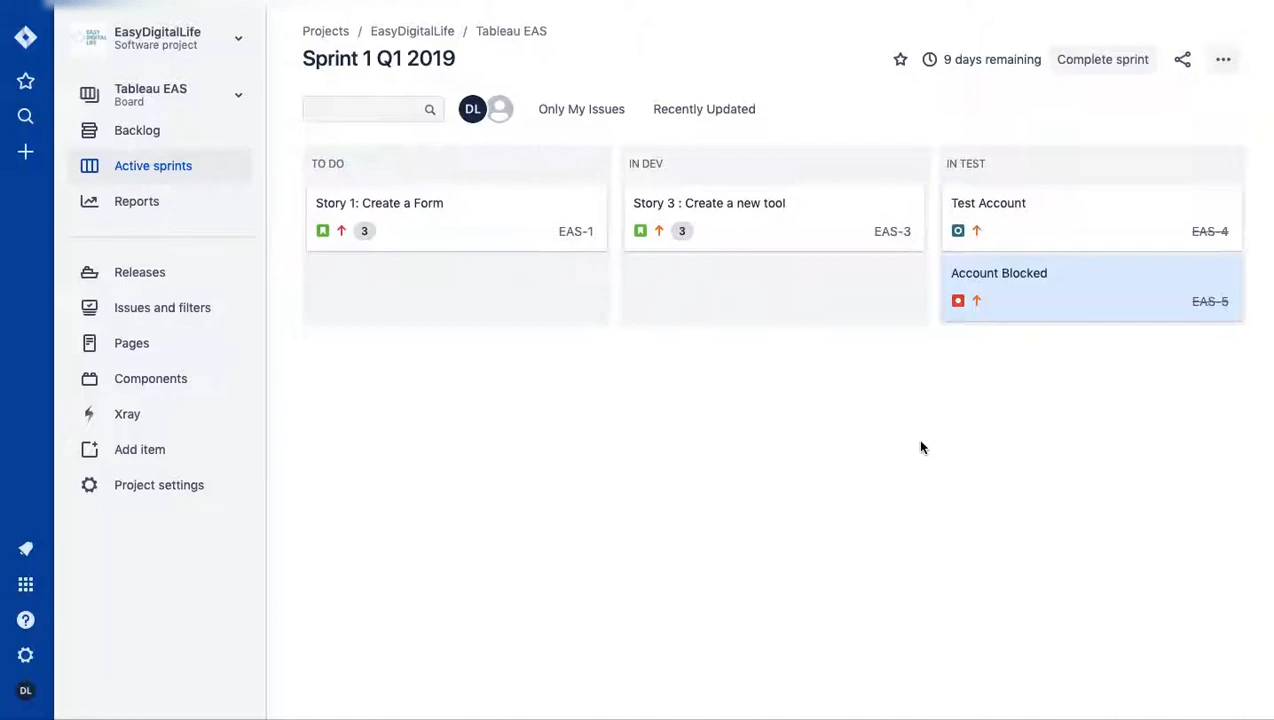 EASY
DIGITAL
LIFE
EasyDigitalLife
Software project
Tableau EAS
Board
Backlog
Active sprints
Reports
Releases
Issues and filters
Pages
Components
Xray
Add item
Project settings
DL
Projects / EasyDigitalLife / Tableau EAS
Sprint 1 Q1 2019
9 days remaining
Complete sprint
DL
Only My Issues
Recently Updated
TO DO
Story 1: Create a Form
3
EAS-1
IN DEV
Story 3 : Create a new tool
3
EAS-3
IN TEST
Test Account
EAS-4
Account Blocked
EAS-5